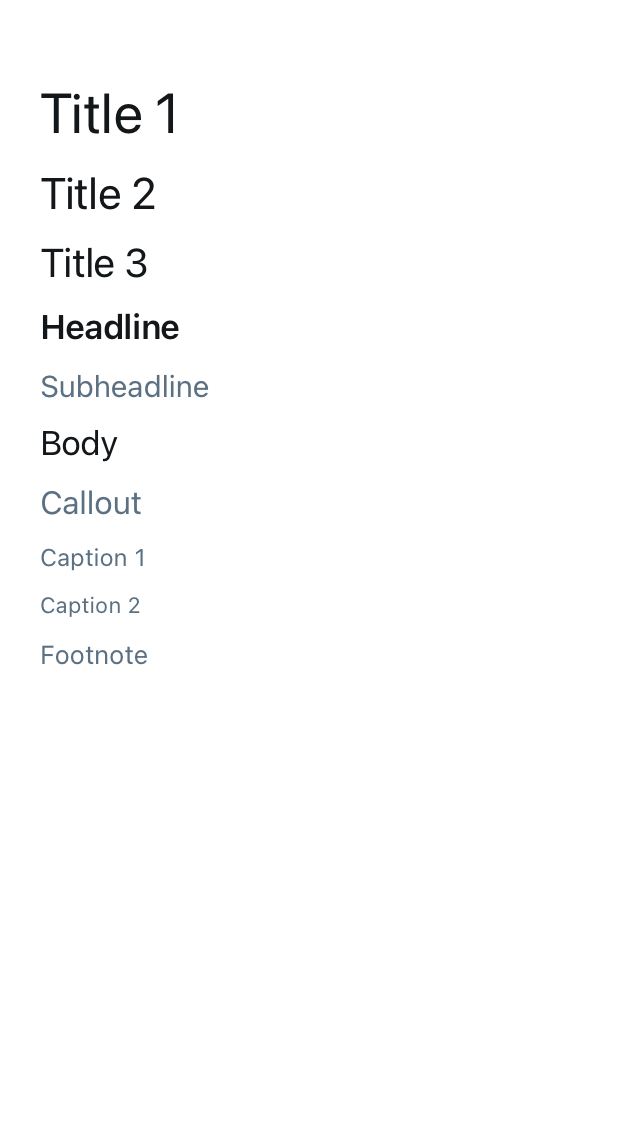 Title 1
Title 2
Title 3
Headline
Subheadline
Body
Callout
Caption 1
Caption 2
Footnote